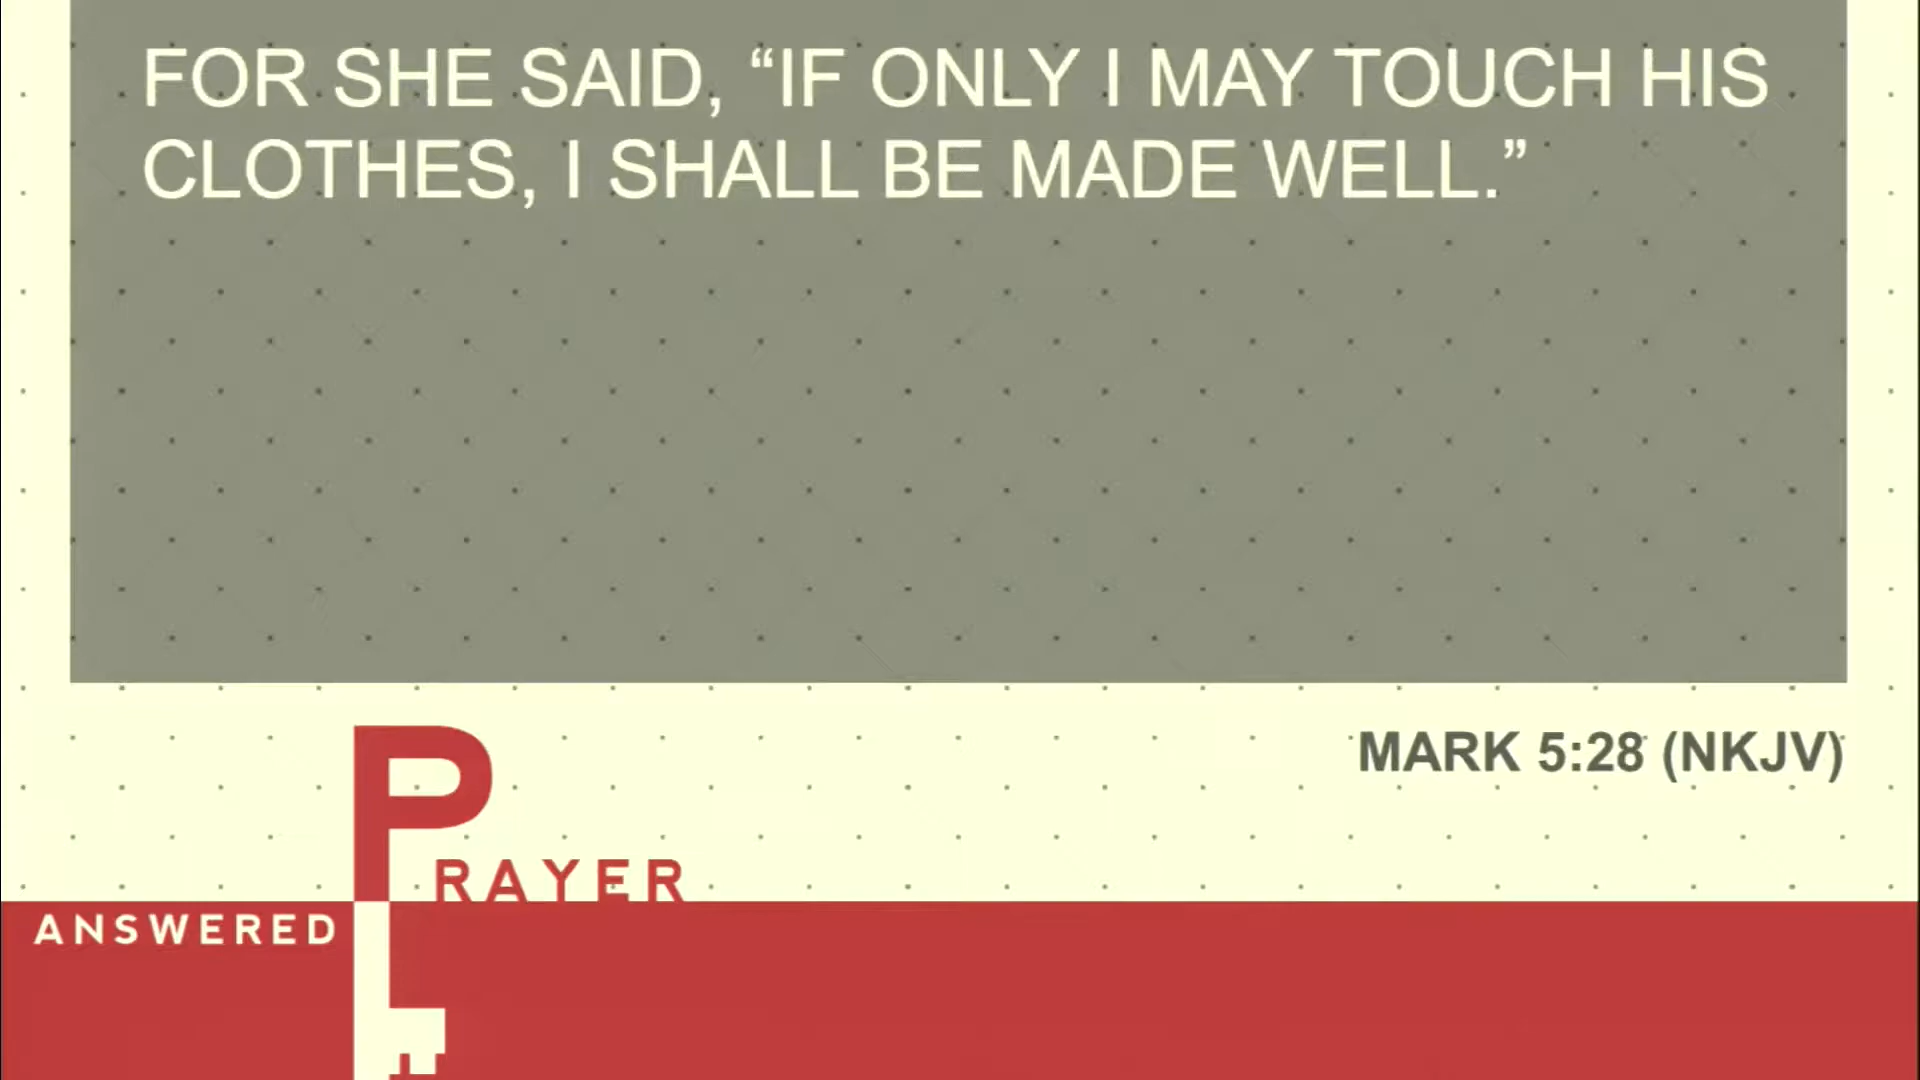 FOR SHE SAID, “IF ONLY I MAY TOUCH HIS
CLOTHES, I SHALL BE MADE WELL.”
MARK 5:28 (NKJV)
ANSWERED
PRAYER